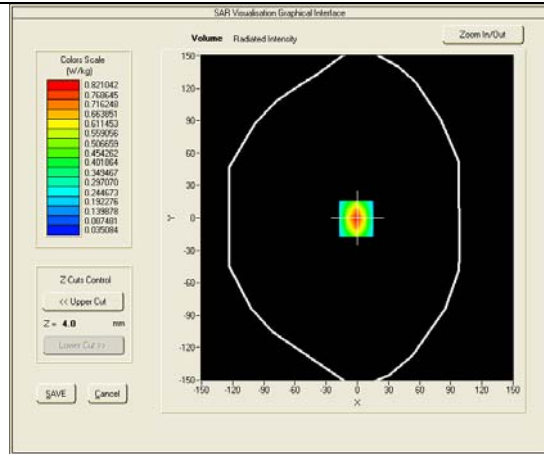 SAR Visualisation Graphical Interface
Volume Radiated Intensity
Zoom In/Out
Colors Scale
(W/kg)
0.821042
0.768645
0.716248
0.663851
0.611453
0.559056
0.506659
0.454262
0.401864
0.349467
0.297070
0.244673
0.192276
0.139878
0.087481
0.035084
Z-Cuts Control
<< Upper Cut
Z = 4.0 mm
Lower Cut >>
SAVE Cancel
150
120
90
60
30
Y 0
-30
-60
-90
-120
-150
-150 -120 -90 -60 -30 0 30 60 90 120 150
X